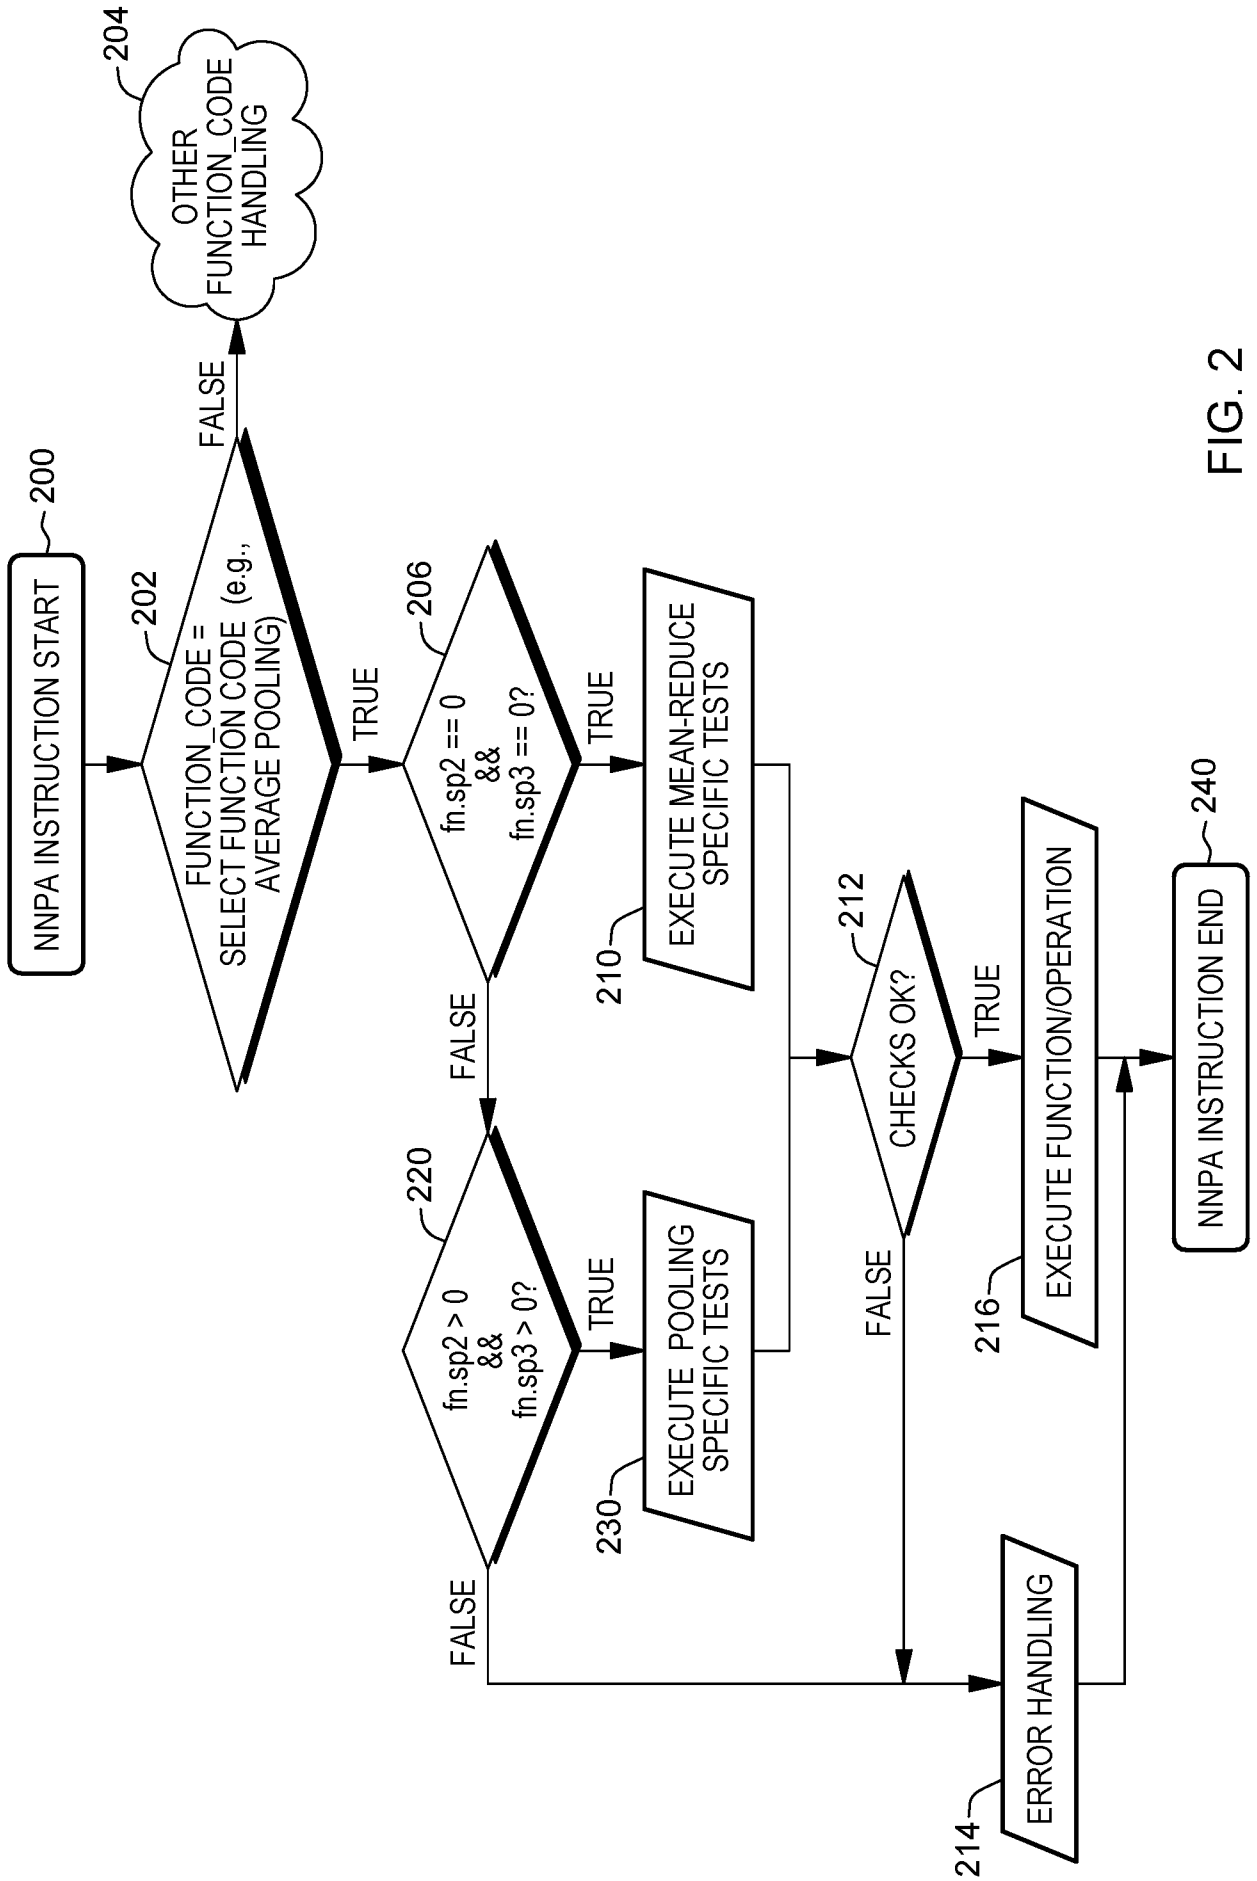 NNPA INSTRUCTION START
200
FUNCTION_CODE =
SELECT FUNCTION CODE (e.g.,
AVERAGE POOLING)
202
FALSE
OTHER
FUNCTION_CODE
HANDLING
204
TRUE
fn.sp2 == 0
&&
fn.sp3 == 0?
206
FALSE
TRUE
fn.sp2 > 0
&&
fn.sp3 > 0?
220
FALSE
TRUE
EXECUTE POOLING
SPECIFIC TESTS
230
EXECUTE MEAN-REDUCE
SPECIFIC TESTS
210
CHECKS OK?
212
FALSE
TRUE
ERROR HANDLING
214
EXECUTE FUNCTION/OPERATION
216
NNPA INSTRUCTION END
240
FIG. 2